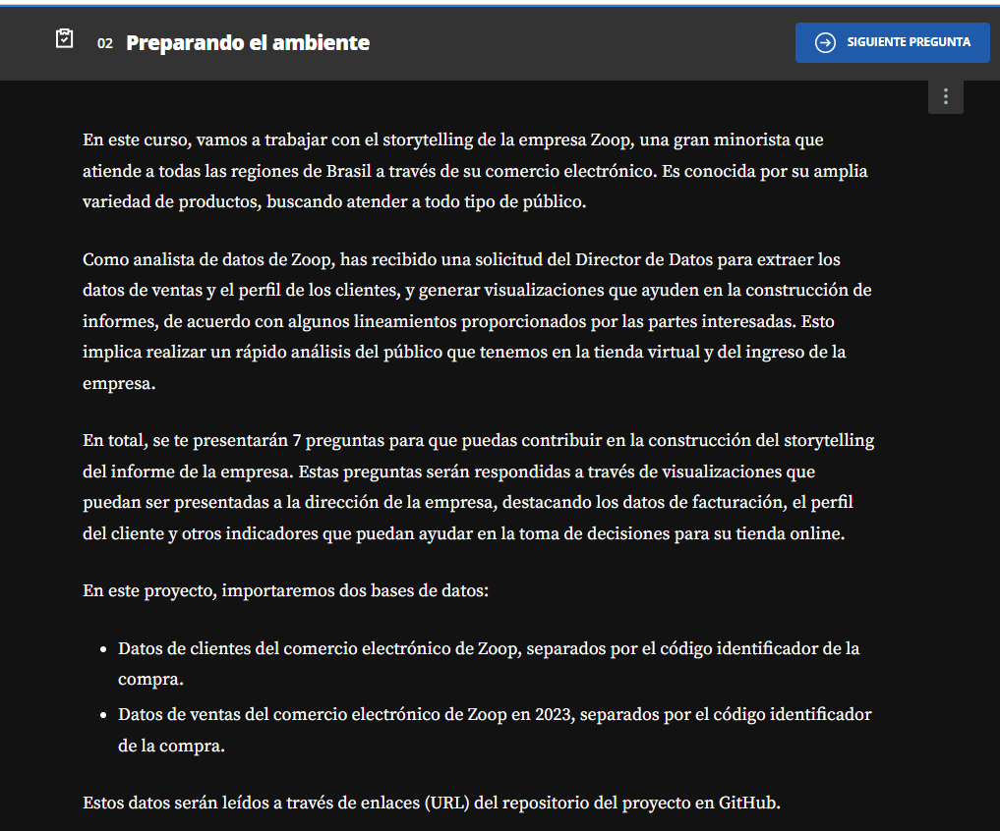 02 Preparando el ambiente
SIGUIENTE PREGUNTA
En este curso, vamos a trabajar con el storytelling de la empresa Zoop, una gran minorista que
atiende a todas las regiones de Brasil a través de su comercio electrónico. Es conocida por su amplia
variedad de productos, buscando atender a todo tipo de público.
Como analista de datos de Zoop, has recibido una solicitud del Director de Datos para extraer los
datos de ventas y el perfil de los clientes, y generar visualizaciones que ayuden en la construcción de
informes, de acuerdo con algunos lineamientos proporcionados por las partes interesadas. Esto
implica realizar un rápido análisis del público que tenemos en la tienda virtual y del ingreso de la
empresa.
En total, se te presentarán 7 preguntas para que puedas contribuir en la construcción del storytelling
del informe de la empresa. Estas preguntas serán respondidas a través de visualizaciones que
puedan ser presentadas a la dirección de la empresa, destacando los datos de facturación, el perfil
del cliente y otros indicadores que puedan ayudar en la toma de decisiones para su tienda online.
En este proyecto, importaremos dos bases de datos:
• Datos de clientes del comercio electrónico de Zoop, separados por el código identificador de la
compra.
• Datos de ventas del comercio electrónico de Zoop en 2023, separados por el código identificador
de la compra.
Estos datos serán leídos a través de enlaces (URL) del repositorio del proyecto en GitHub.